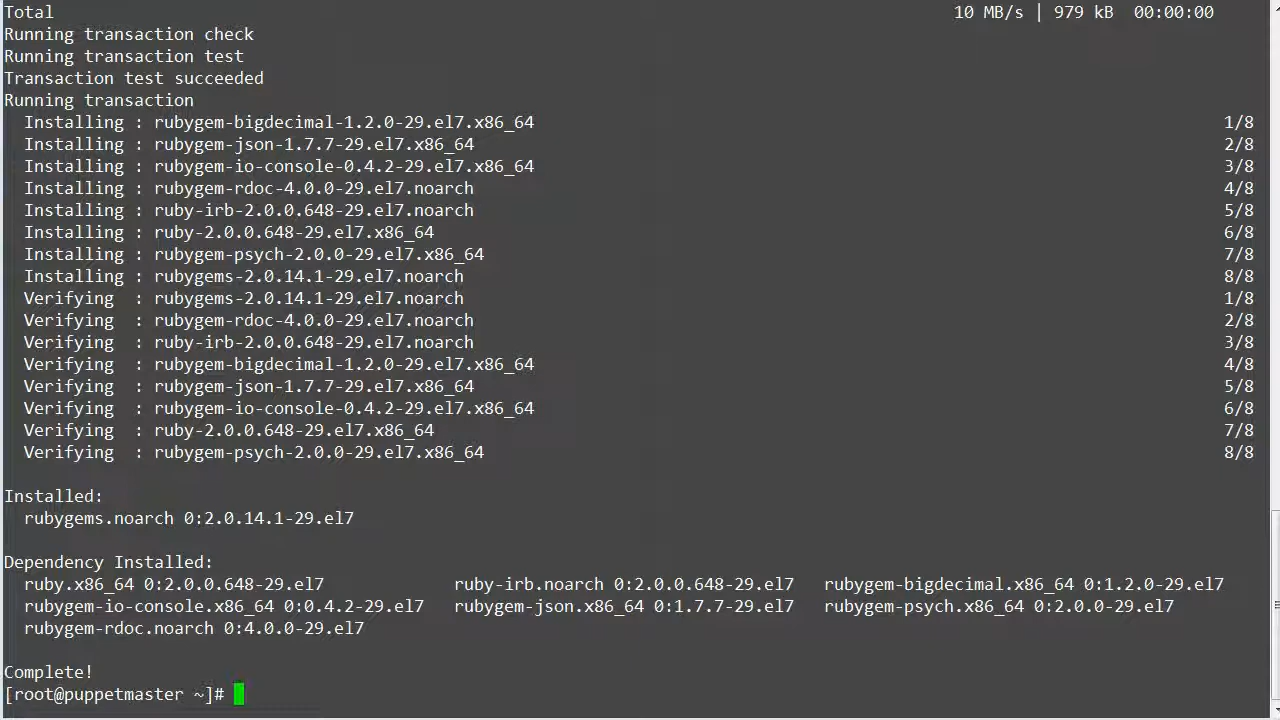 Total 10 MB/s | 979 kB 00:00:00
Running transaction check
Running transaction test
Transaction test succeeded
Running transaction
Installing : rubygem-bigdecimal-1.2.0-29.el7.x86_64 1/8
Installing : rubygem-json-1.7.7-29.el7.x86_64 2/8
Installing : rubygem-io-console-0.4.2-29.el7.x86_64 3/8
Installing : rubygem-rdoc-4.0.0-29.el7.noarch 4/8
Installing : ruby-irb-2.0.0.648-29.el7.noarch 5/8
Installing : ruby-2.0.0.648-29.el7.x86_64 6/8
Installing : rubygem-psych-2.0.0-29.el7.x86_64 7/8
Installing : rubygems-2.0.14.1-29.el7.noarch 8/8
Verifying : rubygems-2.0.14.1-29.el7.noarch 1/8
Verifying : rubygem-rdoc-4.0.0-29.el7.noarch 2/8
Verifying : ruby-irb-2.0.0.648-29.el7.noarch 3/8
Verifying : rubygem-bigdecimal-1.2.0-29.el7.x86_64 4/8
Verifying : rubygem-json-1.7.7-29.el7.x86_64 5/8
Verifying : rubygem-io-console-0.4.2-29.el7.x86_64 6/8
Verifying : ruby-2.0.0.648-29.el7.x86_64 7/8
Verifying : rubygem-psych-2.0.0-29.el7.x86_64 8/8
Installed:
rubygems.noarch 0:2.0.14.1-29.el7
Dependency Installed:
ruby.x86_64 0:2.0.0.648-29.el7 ruby-irb.noarch 0:2.0.0.648-29.el7 rubygem-bigdecimal.x86_64 0:1.2.0-29.el7
rubygem-io-console.x86_64 0:0.4.2-29.el7 rubygem-json.x86_64 0:1.7.7-29.el7 rubygem-psych.x86_64 0:2.0.0-29.el7
rubygem-rdoc.noarch 0:4.0.0-29.el7
Complete!
[root@puppetmaster ~]#